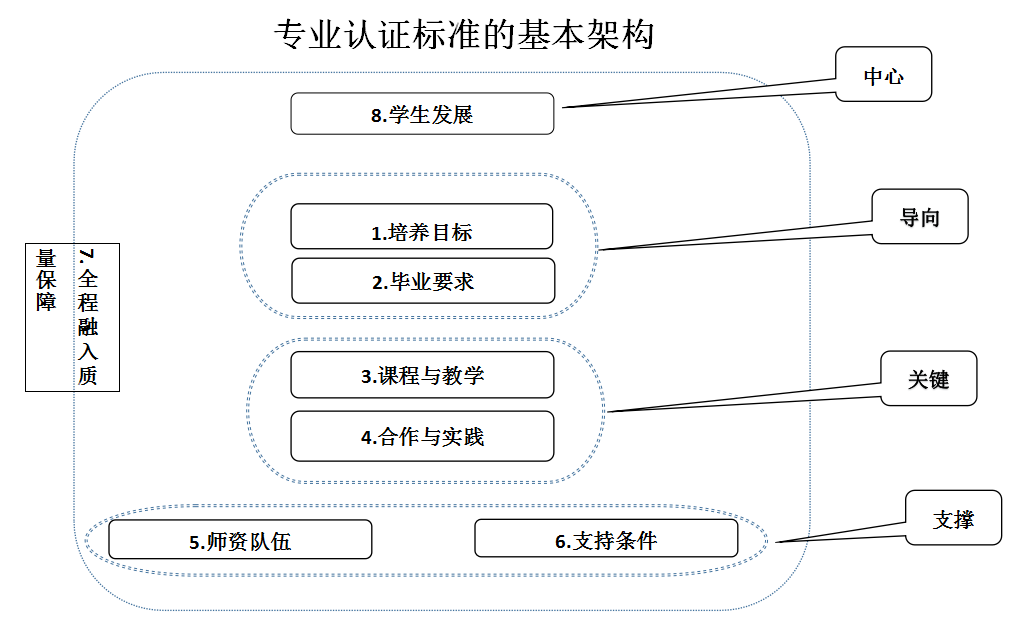 专业认证标准的基本架构
中心
8.学生发展
导向
1.培养目标
2.毕业要求
7.全程融入质
量保障
关键
3.课程与教学
4.合作与实践
支撑
5.师资队伍
6.支持条件